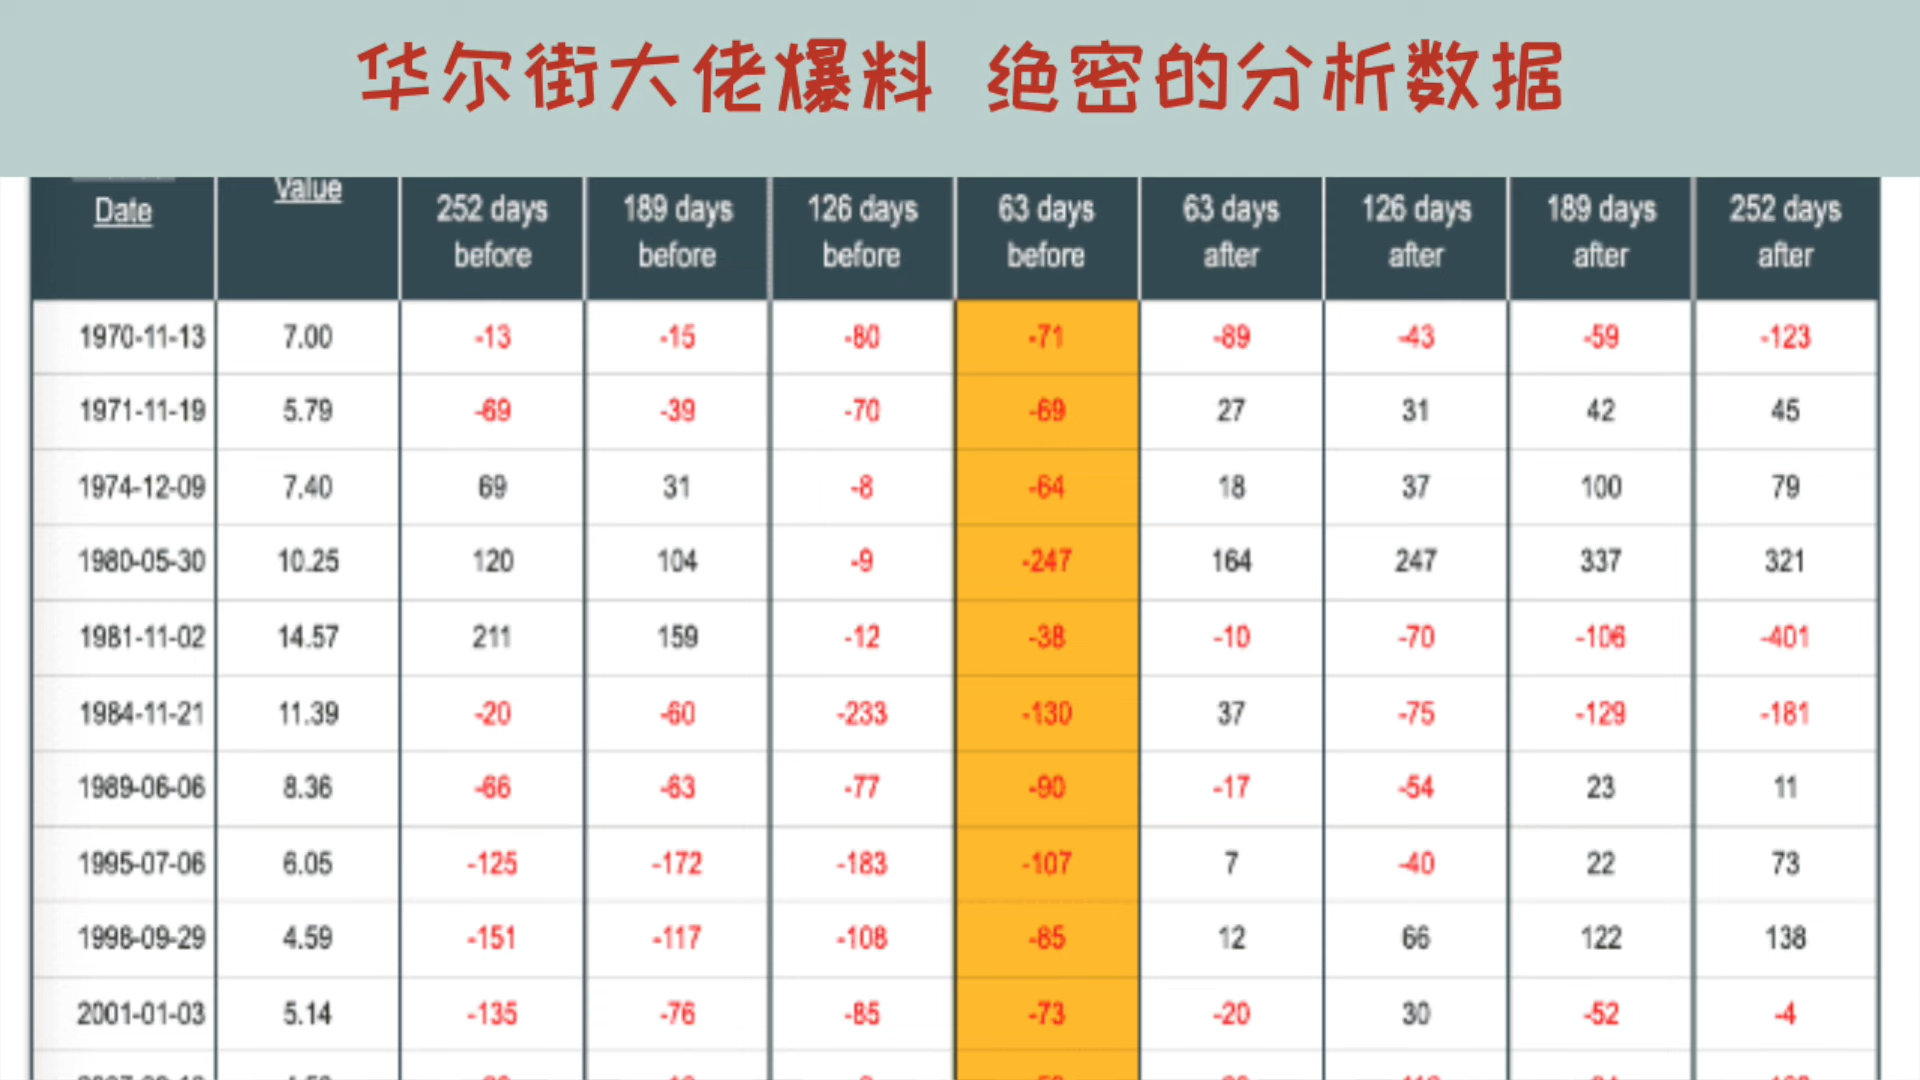 华尔街大佬爆料 绝密的分析数据
Date Value 252 days before 189 days before 126 days before 63 days before 63 days after 126 days after 189 days after 252 days after
1970-11-13 7.00 -13 -15 -80 -71 -89 -43 -59 -123
1971-11-19 5.79 -69 -39 -70 -69 27 31 42 45
1974-12-09 7.40 69 31 -8 -64 18 37 100 79
1980-05-30 10.25 120 104 -9 -247 164 247 337 321
1981-11-02 14.57 211 159 -12 -38 -10 -70 -106 -401
1984-11-21 11.39 -20 -60 -233 -130 37 -75 -129 -181
1989-06-06 8.36 -66 -63 -77 -90 -17 -54 23 11
1995-07-06 6.05 -125 -172 -183 -107 7 -40 22 73
1998-09-29 4.59 -151 -117 -108 -85 12 66 122 138
2001-01-03 5.14 -135 -76 -85 -73 -20 30 -52 -4